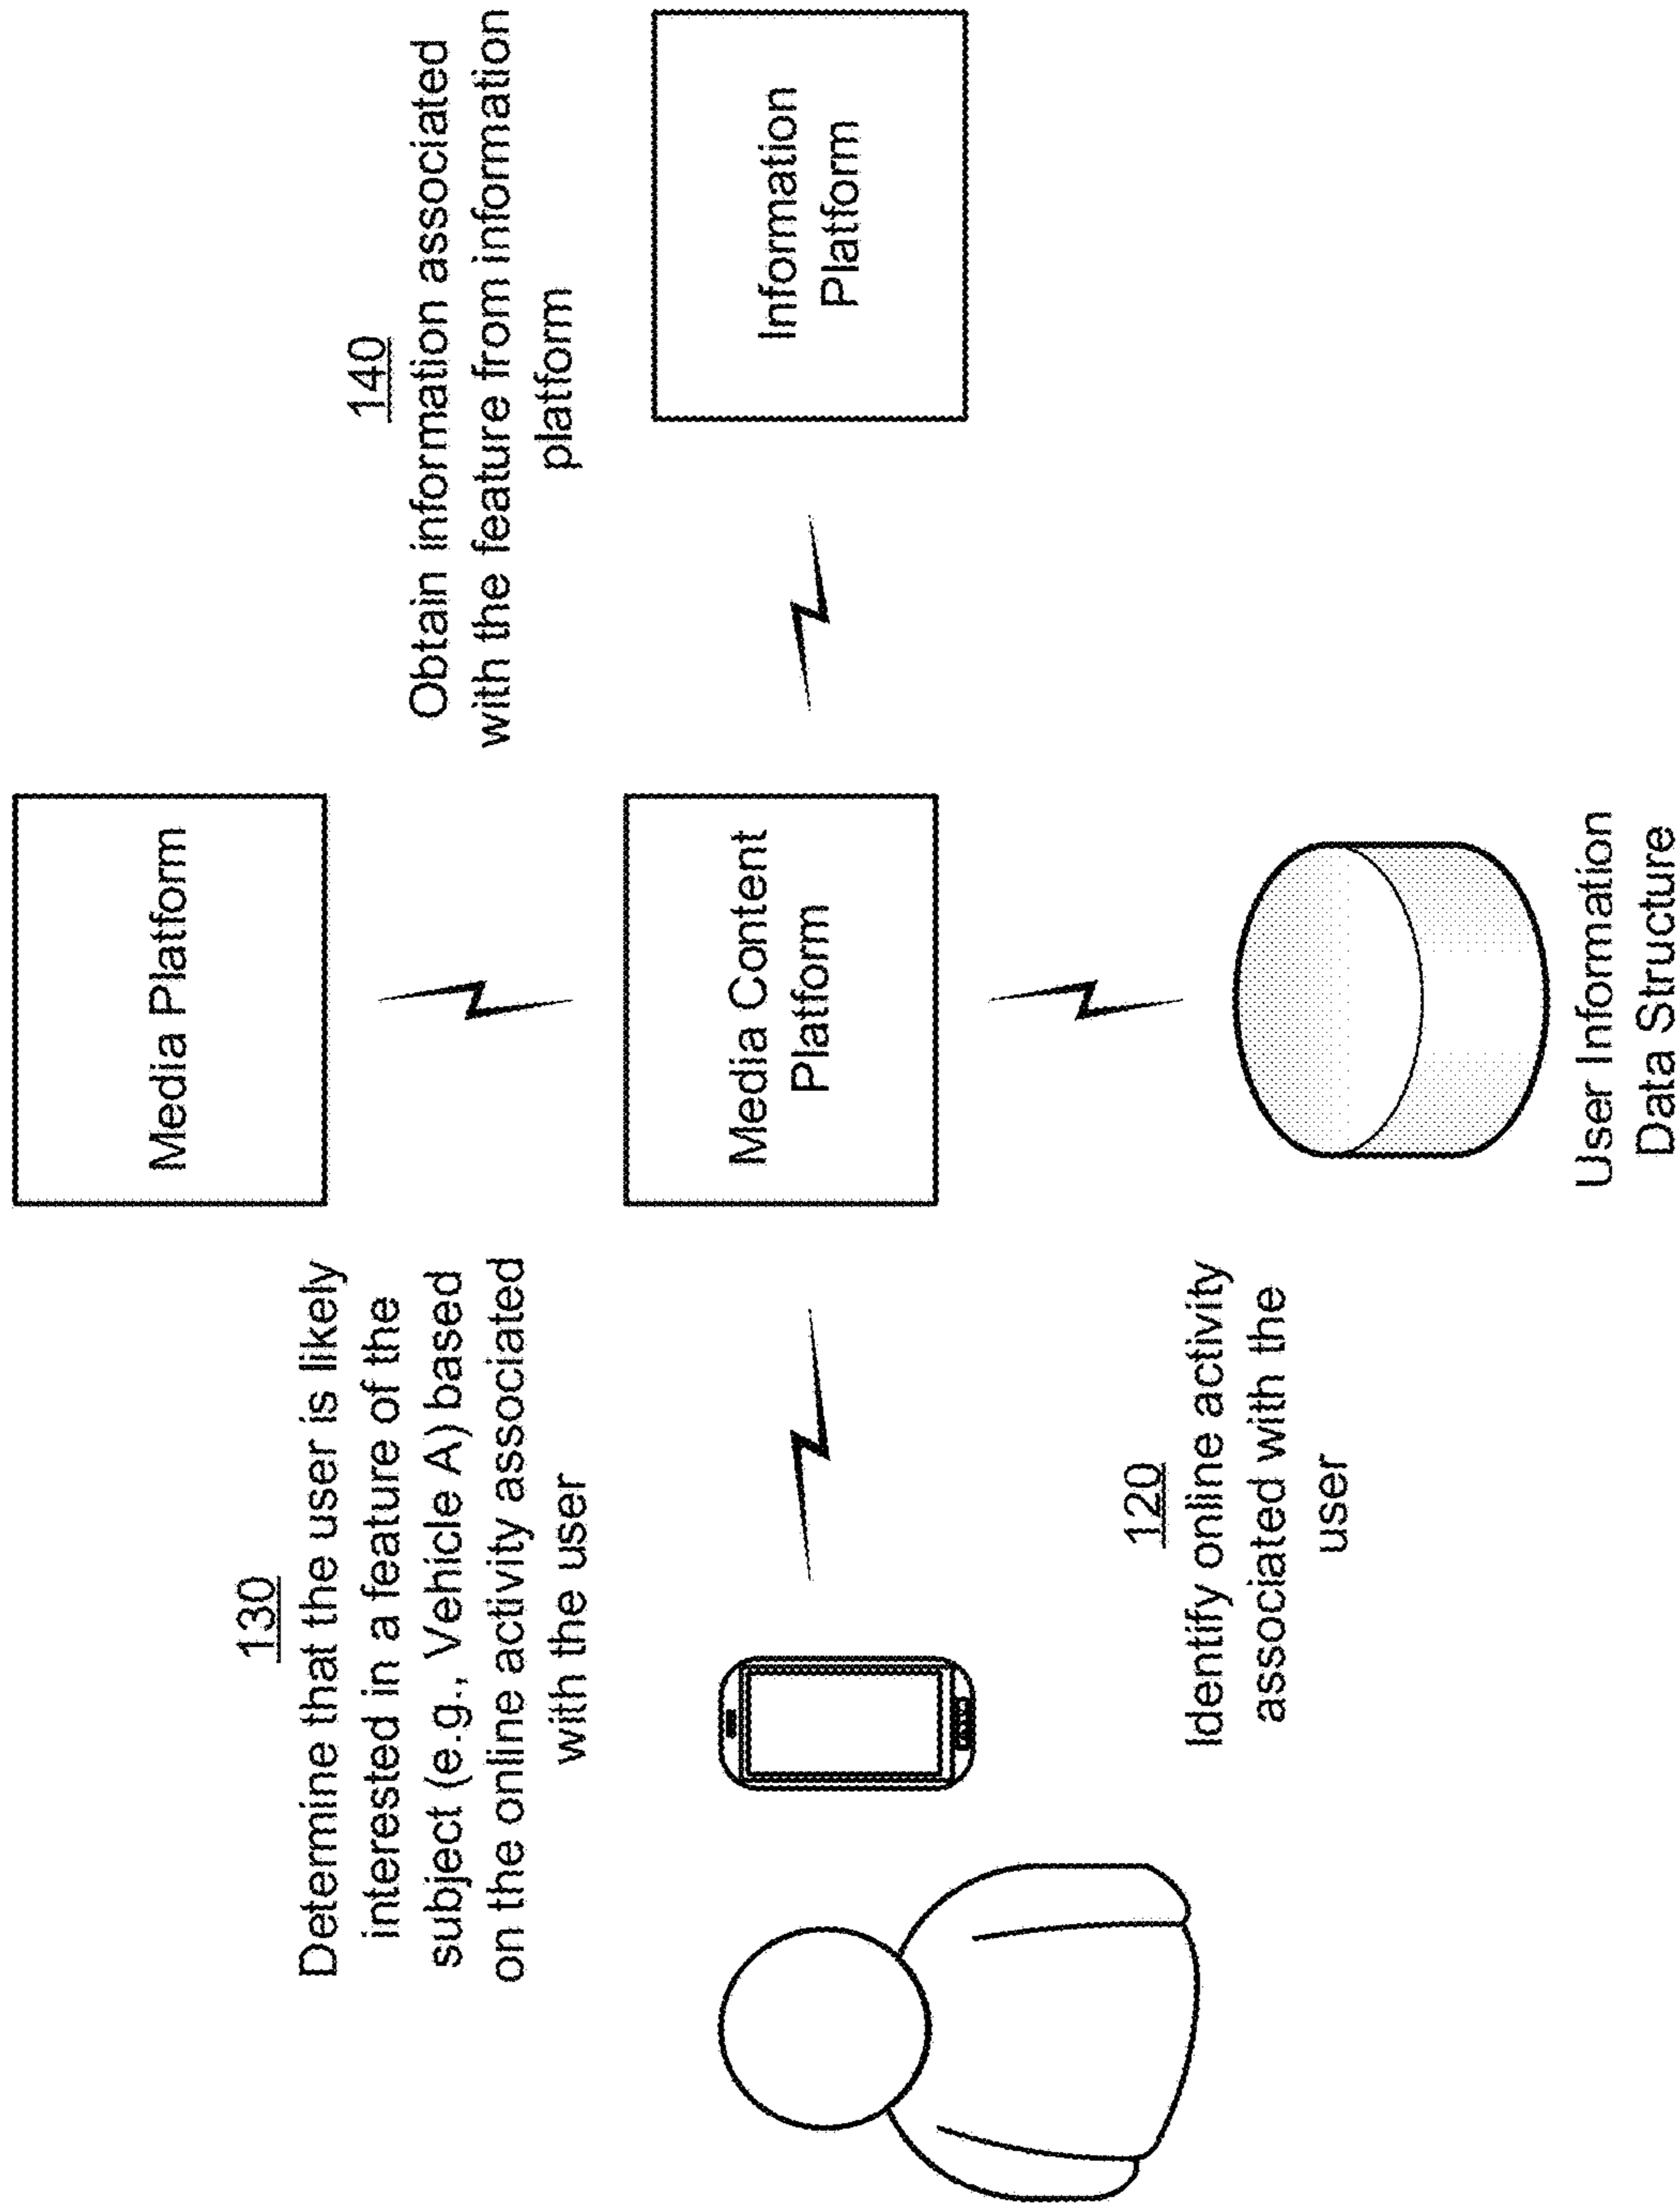 Media Platform
130
Determine that the user is likely
interested in a feature of the
subject (e.g., Vehicle A) based
on the online activity associated
with the user
140
Obtain information associated
with the feature from information
platform
Media Content
Platform
Information
Platform
120
Identify online activity
associated with the
user
User Information
Data Structure